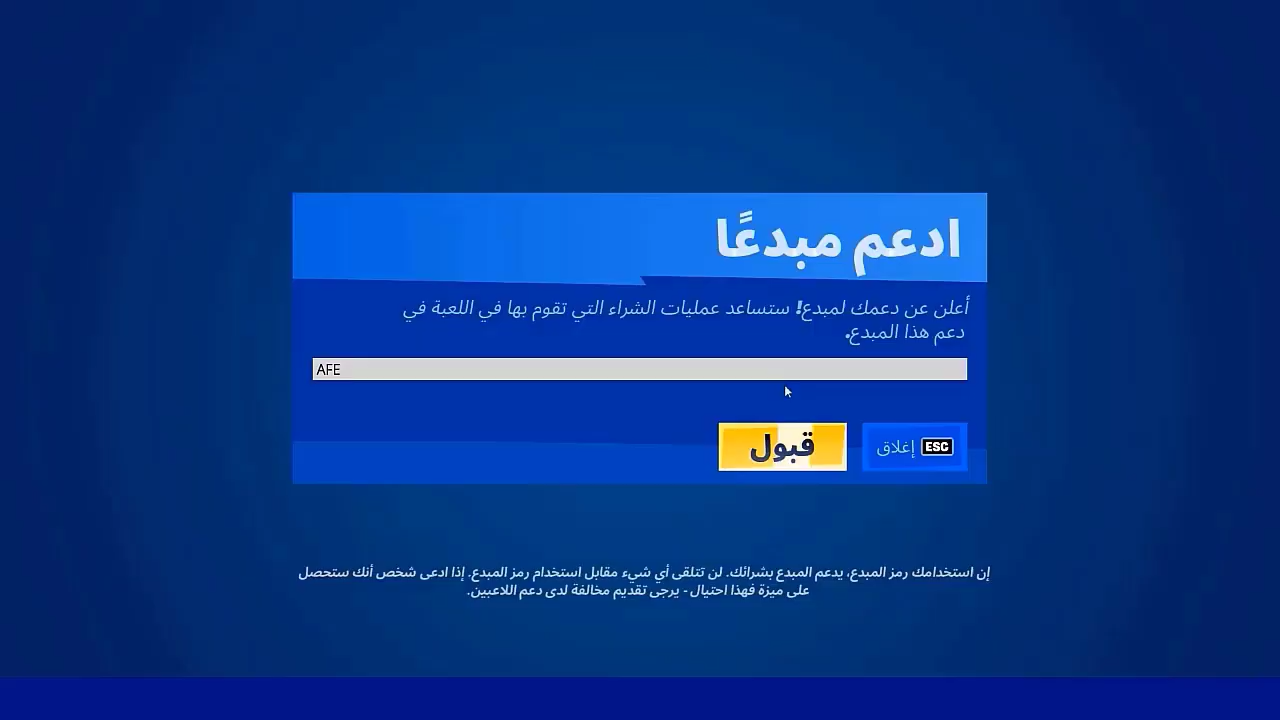 ادعم مبدعًا
أعلن عن دعمك لمبدع! ستساعد عمليات الشراء التي تقوم بها في اللعبة في
دعم هذا المبدع.
AFE
ESC إغلاق
قبول
إن استخدامك رمز المبدع، يدعم المبدع بشرائك. لن تتلقى أي شيء مقابل استخدام رمز المبدع. إذا ادعى شخص أنك ستحصل
على ميزة فهذا احتيال - يرجى تقديم مخالفة لدى دعم اللاعبين.